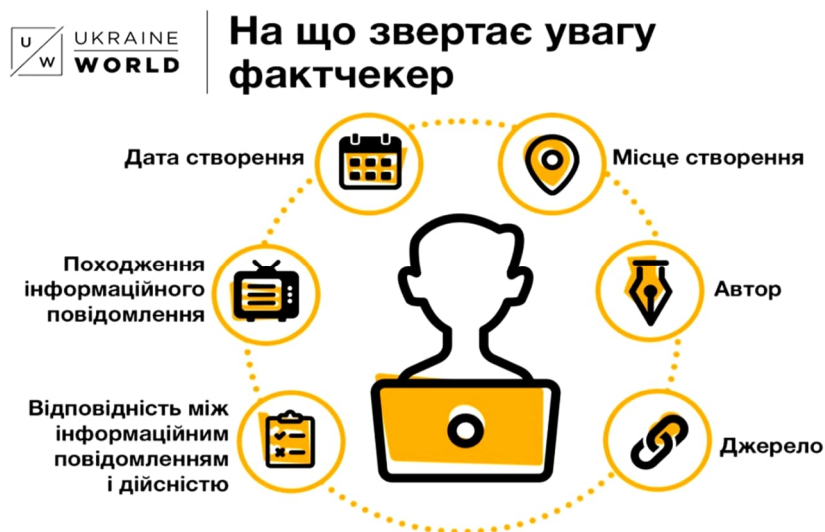 U
W
UKRAINE
WORLD
На що звертає увагу
фактчекер
Дата створення
Місце створення
Походження
інформаційного
повідомлення
Автор
Відповідність між
інформаційним
повідомленням
і дійсністю
Джерело